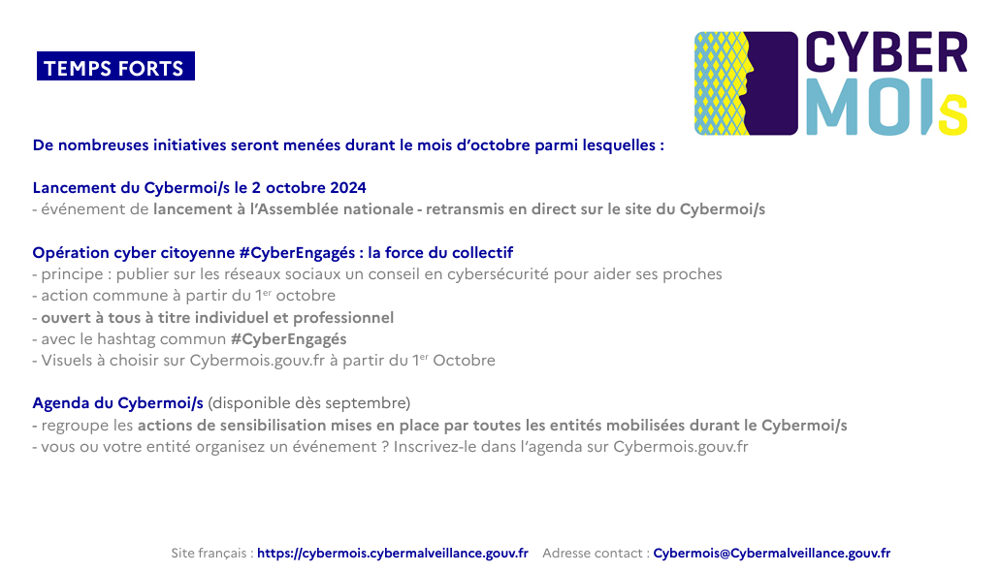 TEMPS FORTS
CYBER
MOIs
De nombreuses initiatives seront menées durant le mois d’octobre parmi lesquelles :
Lancement du Cybermoi/s le 2 octobre 2024
- événement de lancement à l’Assemblée nationale - retransmis en direct sur le site du Cybermoi/s
Opération cyber citoyenne #CyberEngagés : la force du collectif
- principe : publier sur les réseaux sociaux un conseil en cybersécurité pour aider ses proches
- action commune à partir du 1er octobre
- ouvert à tous à titre individuel et professionnel
- avec le hashtag commun #CyberEngagés
- Visuels à choisir sur Cybermois.gouv.fr à partir du 1er Octobre
Agenda du Cybermoi/s (disponible dès septembre)
- regroupe les actions de sensibilisation mises en place par toutes les entités mobilisées durant le Cybermoi/s
- vous ou votre entité organisez un événement ? Inscrivez-le dans l’agenda sur Cybermois.gouv.fr
Site français : https://cybermois.cybermalveillance.gouv.fr Adresse contact : Cybermois@Cybermalveillance.gouv.fr